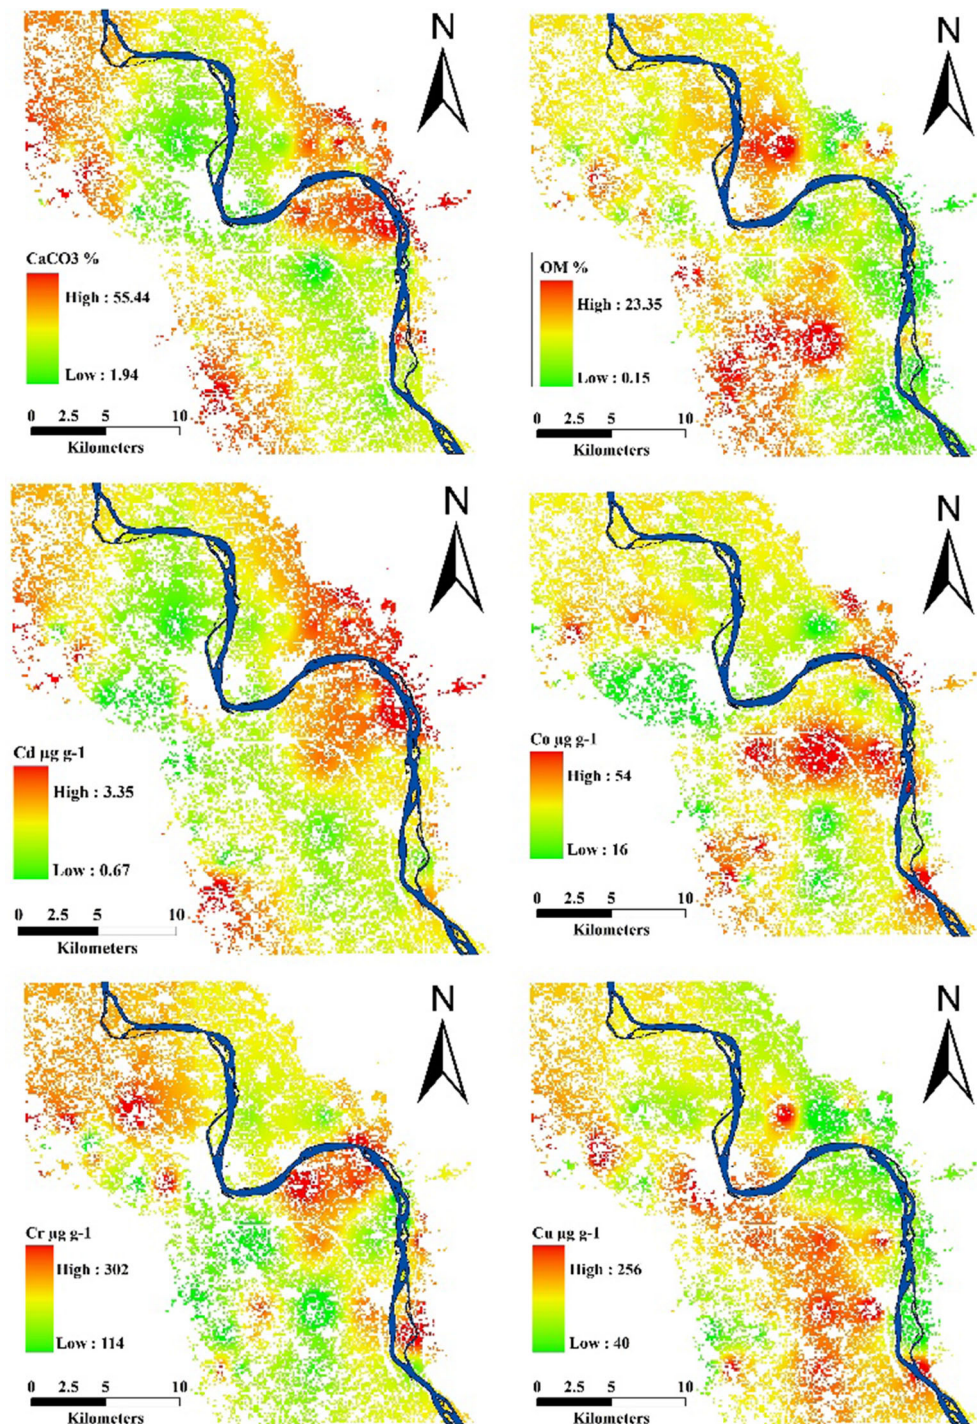 N
CaCO3 %
High : 55.44
Low : 1.94
0 2.5 5 10
Kilometers
N
OM %
High : 23.35
Low : 0.15
0 2.5 5 10
Kilometers
N
Cd µg g-1
High : 3.35
Low : 0.67
0 2.5 5 10
Kilometers
N
Co µg g-1
High : 54
Low : 16
0 2.5 5 10
Kilometers
N
Cr µg g-1
High : 302
Low : 114
0 2.5 5 10
Kilometers
N
Cu µg g-1
High : 256
Low : 40
0 2.5 5 10
Kilometers